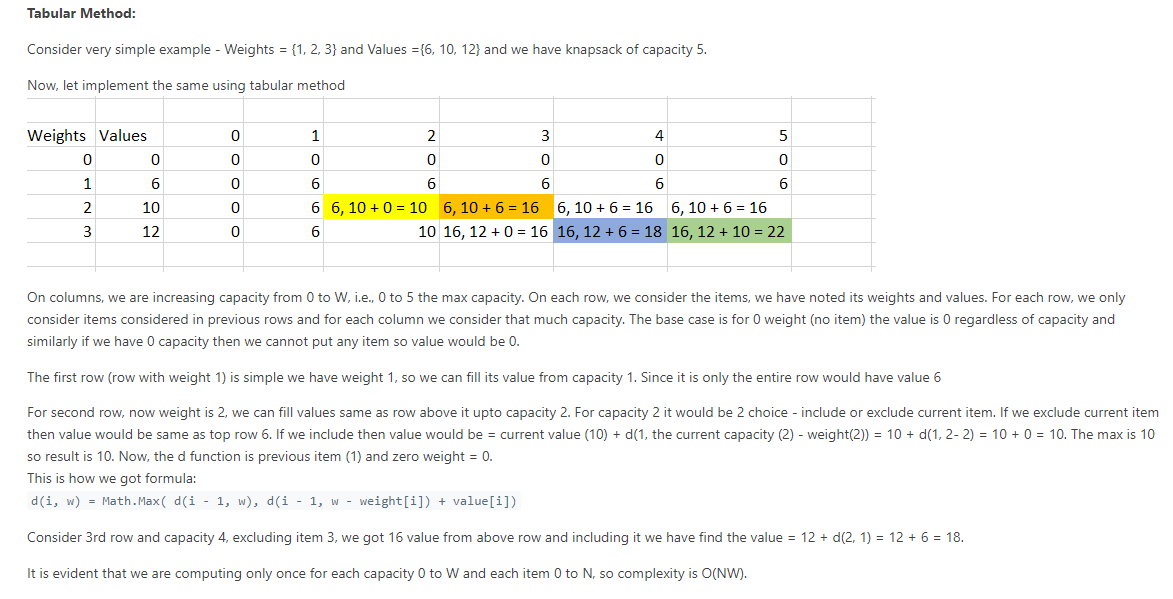 Tabular Method:
Consider very simple example - Weights = {1, 2, 3} and Values ={6, 10, 12} and we have knapsack of capacity 5.
Now, let implement the same using tabular method
Weights Values 0 1 2 3 4 5
0 0 0 0 0 0 0 0
1 6 0 6 6 6 6 6
2 10 0 6 6, 10 + 0 = 10 6, 10 + 6 = 16 6, 10 + 6 = 16 6, 10 + 6 = 16
3 12 0 6 10 16, 12 + 0 = 16 16, 12 + 6 = 18 16, 12 + 10 = 22
On columns, we are increasing capacity from 0 to W, i.e., 0 to 5 the max capacity. On each row, we consider the items, we have noted its weights and values. For each row, we only
consider items considered in previous rows and for each column we consider that much capacity. The base case is for 0 weight (no item) the value is 0 regardless of capacity and
similarly if we have 0 capacity then we cannot put any item so value would be 0.
The first row (row with weight 1) is simple we have weight 1, so we can fill its value from capacity 1. Since it is only the entire row would have value 6
For second row, now weight is 2, we can fill values same as row above it upto capacity 2. For capacity 2 it would be 2 choice - include or exclude current item. If we exclude current item
then value would be same as top row 6. If we include then value would be = current value (10) + d(1, the current capacity (2) - weight(2)) = 10 + d(1, 2- 2) = 10 + 0 = 10. The max is 10
so result is 10. Now, the d function is previous item (1) and zero weight = 0.
This is how we got formula:
d(i, w) = Math.Max( d(i - 1, w), d(i - 1, w - weight[i]) + value[i])
Consider 3rd row and capacity 4, excluding item 3, we got 16 value from above row and including it we have find the value = 12 + d(2, 1) = 12 + 6 = 18.
It is evident that we are computing only once for each capacity 0 to W and each item 0 to N, so complexity is O(NW).